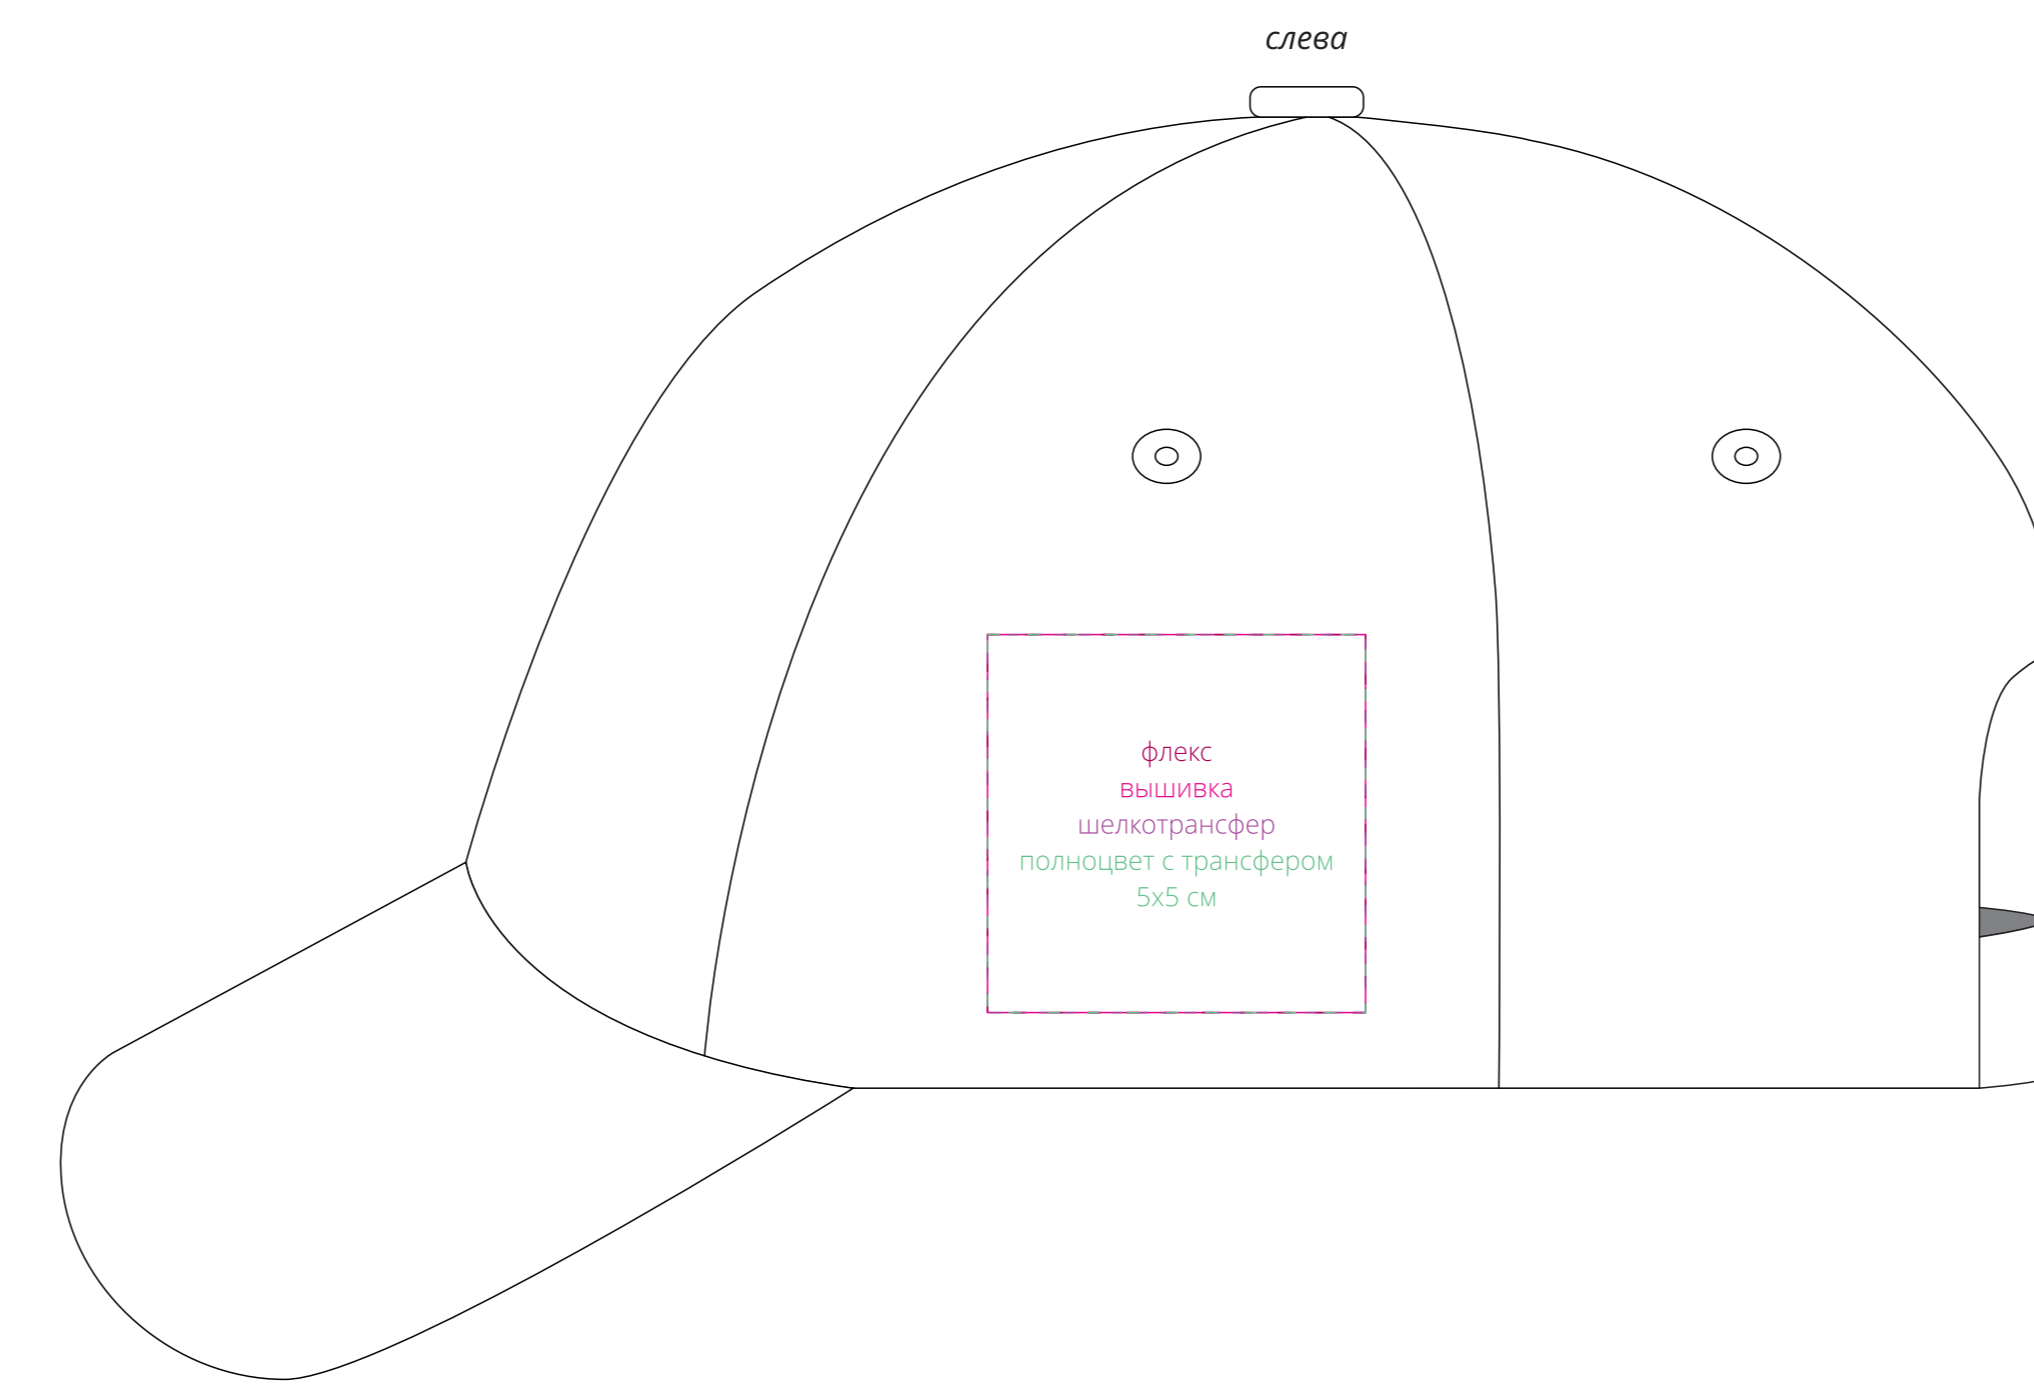 слева
флекс
вышивка
шелкотрансфер
полноцвет с трансфером
5х5 см